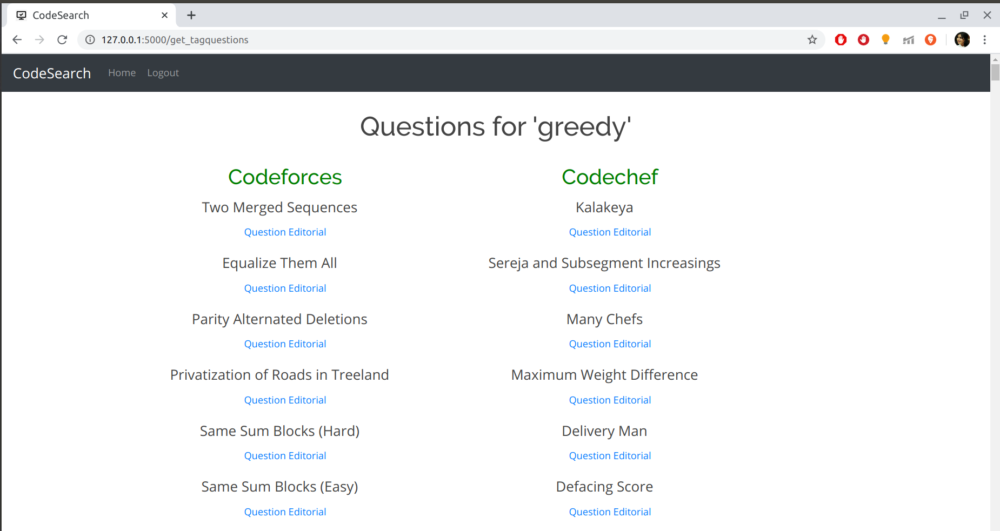 CodeSearch
127.0.0.1:5000/get_tagquestions
CodeSearch Home Logout
Questions for 'greedy'
Codeforces
Two Merged Sequences
Question Editorial
Equalize Them All
Question Editorial
Parity Alternated Deletions
Question Editorial
Privatization of Roads in Treeland
Question Editorial
Same Sum Blocks (Hard)
Question Editorial
Same Sum Blocks (Easy)
Question Editorial
Codechef
Kalakeya
Question Editorial
Sereja and Subsegment Increasings
Question Editorial
Many Chefs
Question Editorial
Maximum Weight Difference
Question Editorial
Delivery Man
Question Editorial
Defacing Score
Question Editorial